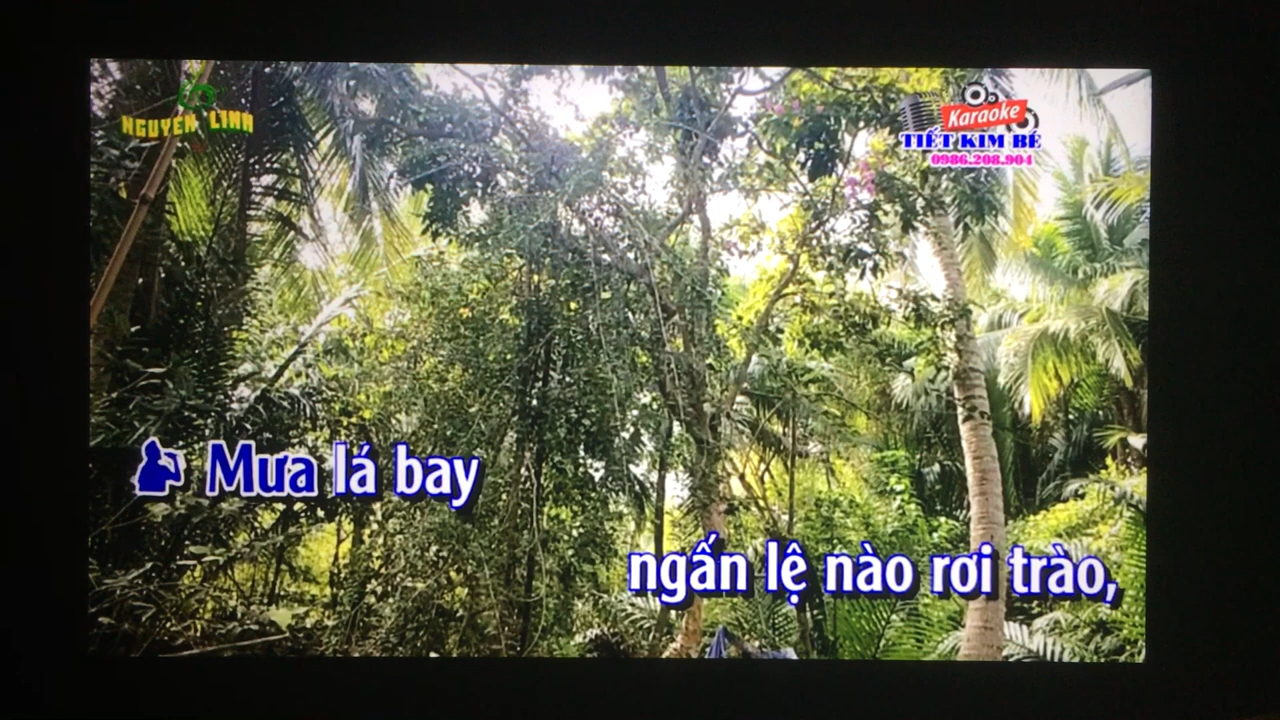 NGUYEN LINH
Karaoke
TIẾT KIM BÉ
0986.208.904
Mưa lá bay
ngấn lệ nào rơi trào,